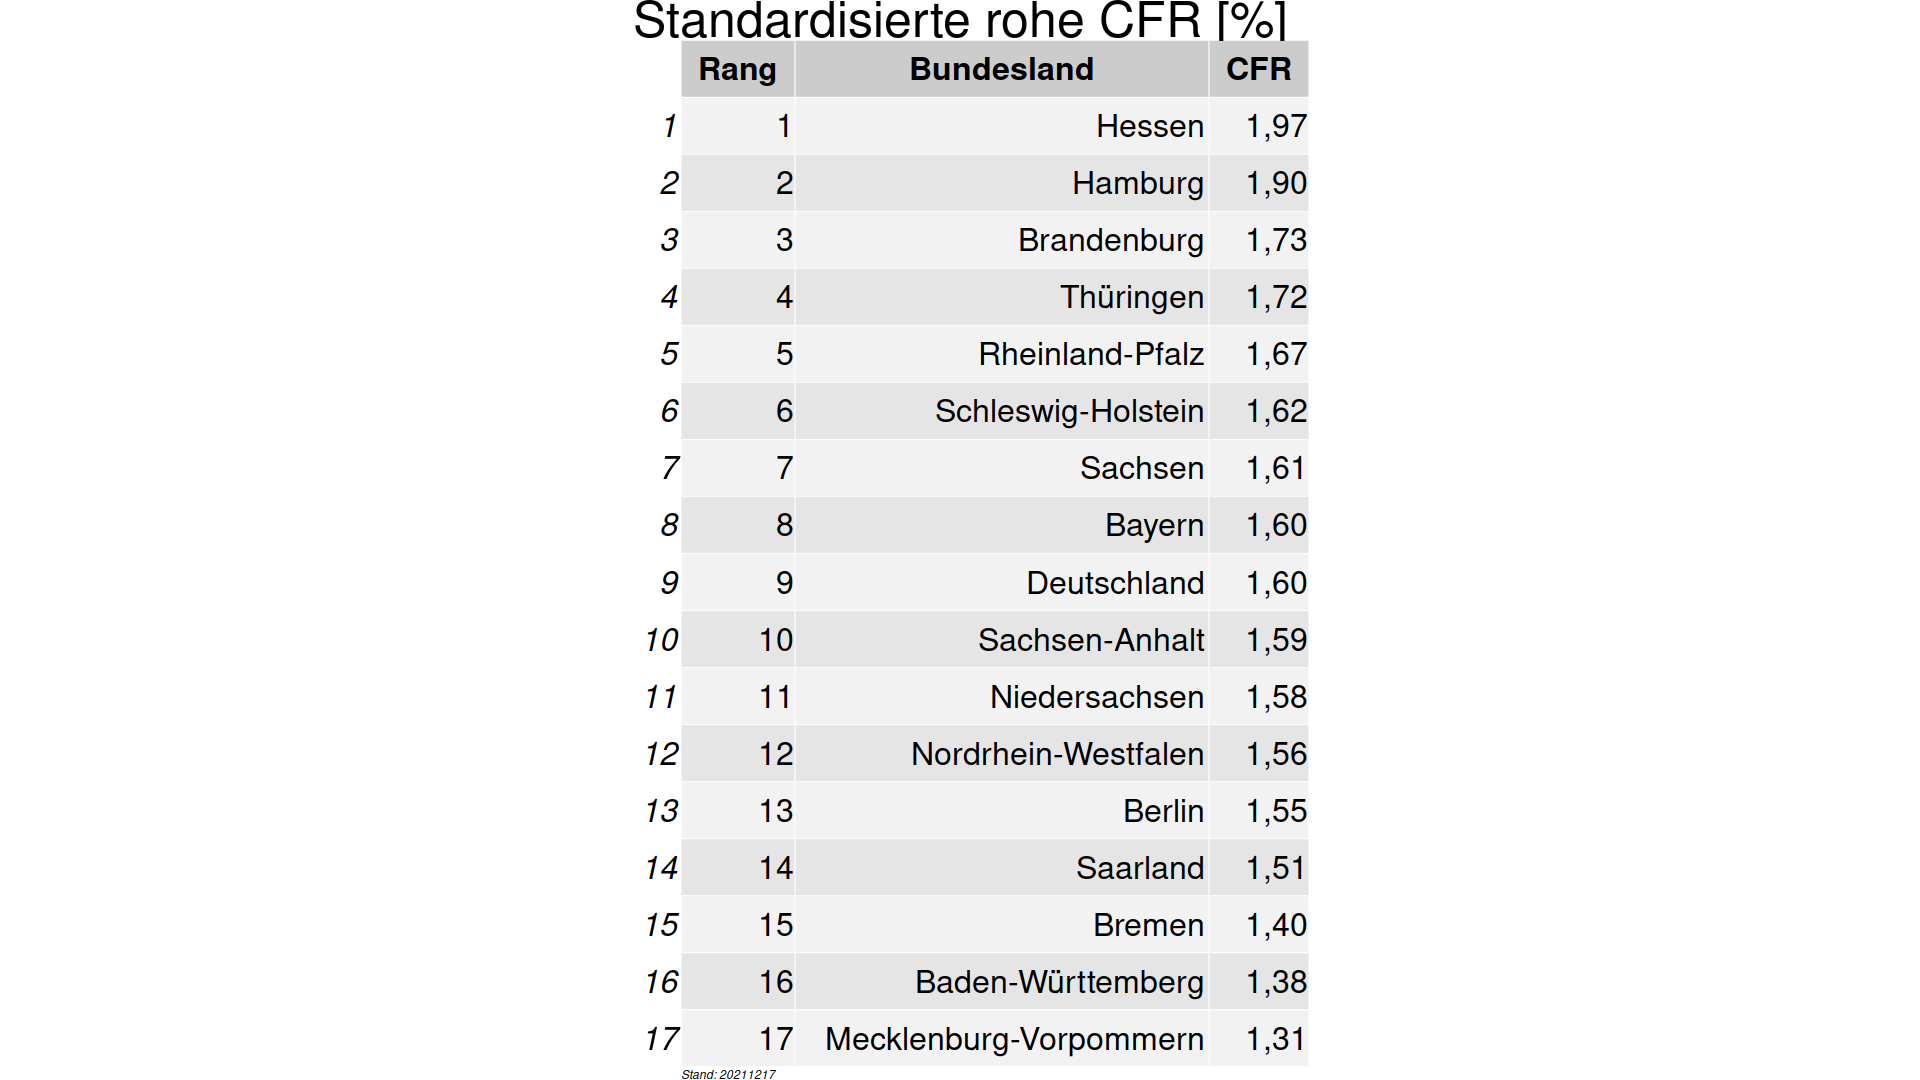 Standardisierte rohe CFR [%]
Rang Bundesland CFR
1 1 Hessen 1,97
2 2 Hamburg 1,90
3 3 Brandenburg 1,73
4 4 Thüringen 1,72
5 5 Rheinland-Pfalz 1,67
6 6 Schleswig-Holstein 1,62
7 7 Sachsen 1,61
8 8 Bayern 1,60
9 9 Deutschland 1,60
10 10 Sachsen-Anhalt 1,59
11 11 Niedersachsen 1,58
12 12 Nordrhein-Westfalen 1,56
13 13 Berlin 1,55
14 14 Saarland 1,51
15 15 Bremen 1,40
16 16 Baden-Württemberg 1,38
17 17 Mecklenburg-Vorpommern 1,31
Stand: 20211217